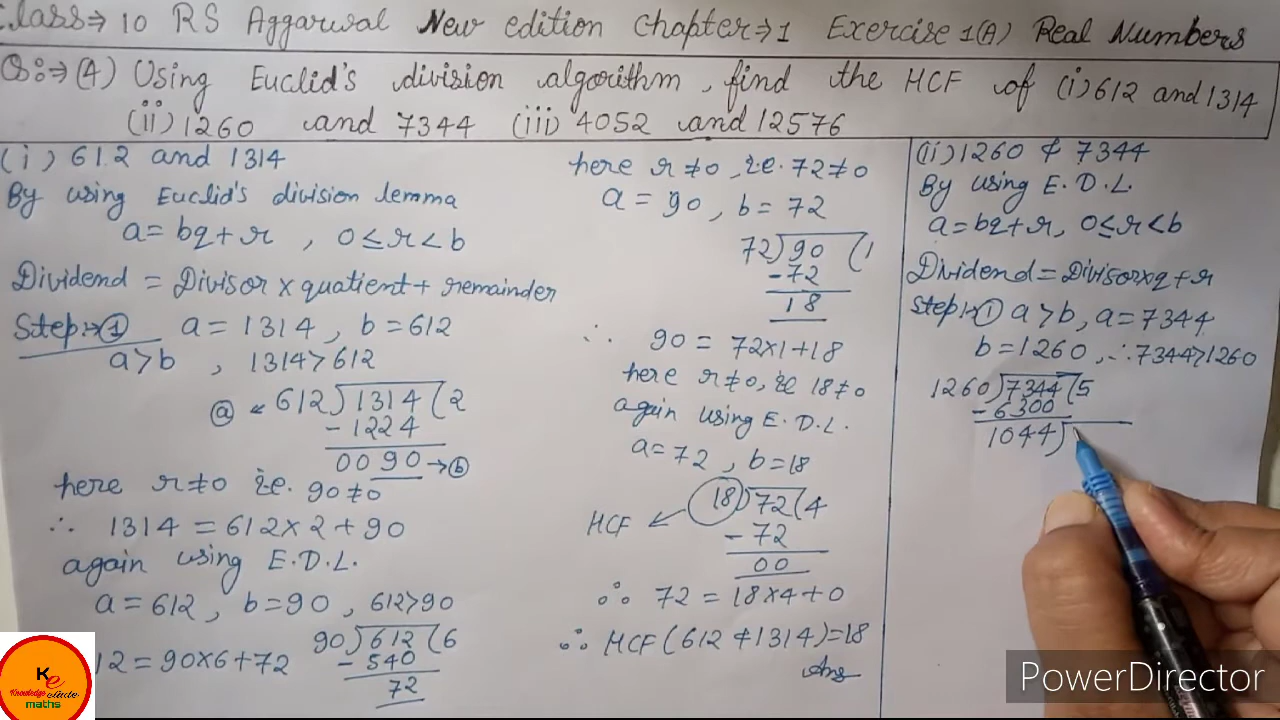 Class⇒10 RS Aggarwal New edition Chapter⇒1 Exercise 1(A) Real Numbers
Q:⇒(4) Using Euclid's division algorithm, find the HCF of (i) 612 and 1314
(ii) 1260 and 7344 (iii) 4052 and 12576
(i) 612 and 1314
By using Euclid's division lemma
a = bq + r , 0 ≤ r < b
Dividend = Divisor × quatient + remainder
Step:→① a = 1314 , b = 612
a > b , 1314 > 612
ⓐ ← 612) 1314 (2
- 1224
0090 → ⓑ
here r ≠ 0 ie. 90 ≠ 0
∴ 1314 = 612 × 2 + 90
again using E.D.L.
a = 612 , b = 90 , 612 > 90
90) 612 (6
12 = 90×6 + 72
- 540
72
here r ≠ 0 , ie. 72 ≠ 0
a = 90 , b = 72
72) 90 (1
- 72
18
∴ 90 = 72×1 + 18
here r ≠ 0, ie 18 ≠ 0
again using E.D.L.
a = 72 , b = 18
18) 72 (4
HCF ←
- 72
00
∴ 72 = 18×4 + 0
∴ HCF (612 & 1314) = 18
Ans
(ii) 1260 & 7344
By using E.D.L.
a = bq + r, 0 ≤ r < b
Dividend = Divisor×q + r
Step:→① a > b, a = 7344
b = 1260, ∴ 7344 > 1260
1260) 7344 (5
- 6300
1044)
Ke
Knowledge
circle
maths
PowerDirector